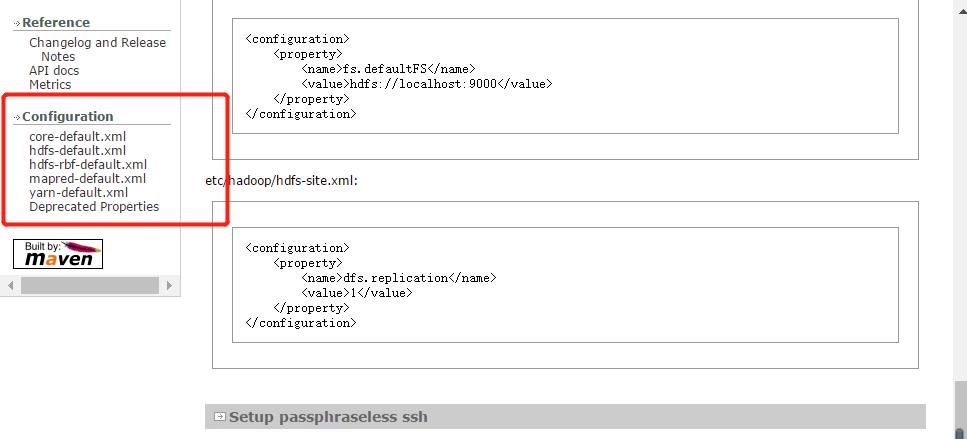 Reference
Changelog and Release
Notes
API docs
Metrics
Configuration
core-default.xml
hdfs-default.xml
hdfs-rbf-default.xml
mapred-default.xml
yarn-default.xml
Deprecated Properties
Built by:
maven
<configuration>
    <property>
        <name>fs.defaultFS</name>
        <value>hdfs://localhost:9000</value>
    </property>
</configuration>
etc/hadoop/hdfs-site.xml:
<configuration>
    <property>
        <name>dfs.replication</name>
        <value>1</value>
    </property>
</configuration>
Setup passphraseless ssh